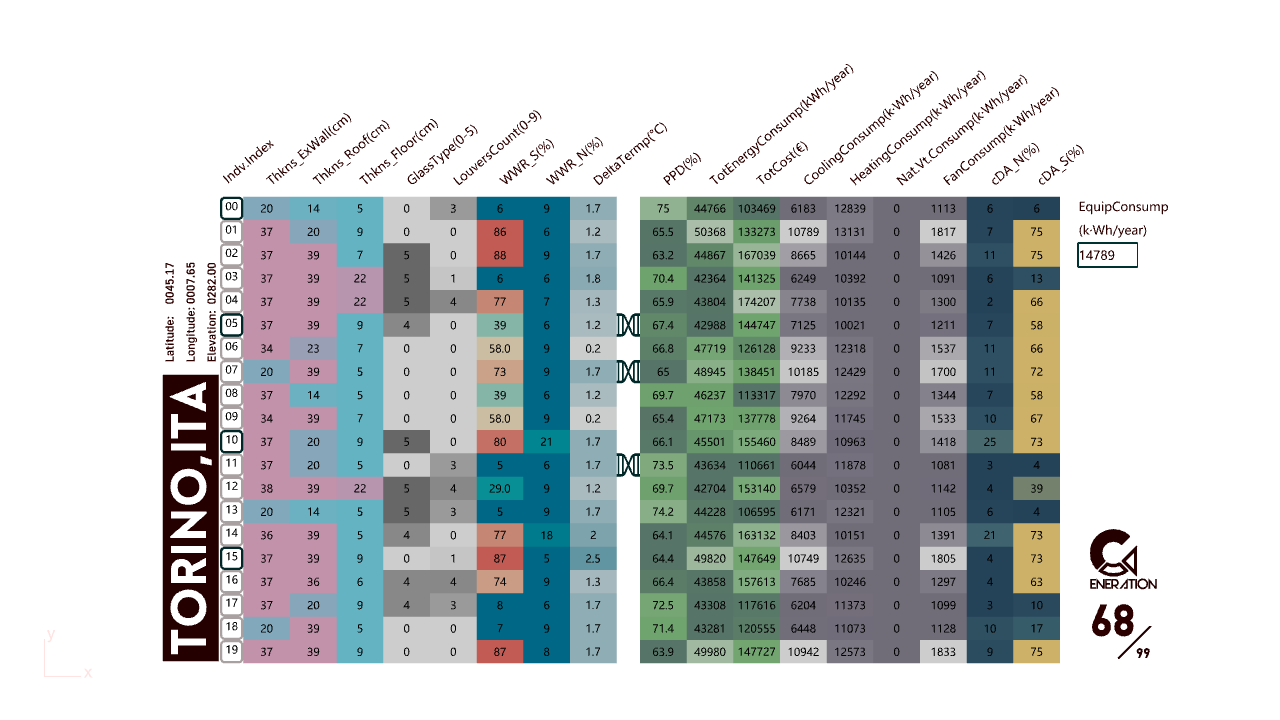 Indv.Index Thkns_ExWall(cm) Thkns_Roof(cm) Thkns_Floor(cm) GlassType(0-5) LouversCount(0-9) WWR_S(%) WWR_N(%) DeltaTermp(°C) PPD(%) TotEnergyConsump(kWh/year) TotCost(€) CoolingConsump(k·Wh/year) HeatingConsump(k·Wh/year) Nat.Vt.Consump(k·Wh/year) FanConsump(k·Wh/year) cDA_N(%) cDA_S(%)
00 20 14 5 0 3 6 9 1.7 75 44766 103469 6183 12839 0 1113 6 6
01 37 20 9 0 0 86 6 1.2 65.5 50368 133273 10789 13131 0 1817 7 75
02 37 39 7 5 0 88 9 1.7 63.2 44867 167039 8665 10144 0 1426 11 75
03 37 39 22 5 1 6 6 1.8 70.4 42364 141325 6249 10392 0 1091 6 13
04 37 39 22 5 4 77 7 1.3 65.9 43804 174207 7738 10135 0 1300 2 66
05 37 39 9 4 0 39 6 1.2 67.4 42988 144747 7125 10021 0 1211 7 58
06 34 23 7 0 0 58.0 9 0.2 66.8 47719 126128 9233 12318 0 1537 11 66
07 20 39 5 0 0 73 9 1.7 65 48945 138451 10185 12429 0 1700 11 72
08 37 14 5 0 0 39 6 1.2 69.7 46237 113317 7970 12292 0 1344 7 58
09 34 39 7 0 0 58.0 9 0.2 65.4 47173 137778 9264 11745 0 1533 10 67
10 37 20 9 5 0 80 21 1.7 66.1 45501 155460 8489 10963 0 1418 25 73
11 37 20 5 0 3 5 6 1.7 73.5 43634 110661 6044 11878 0 1081 3 4
12 38 39 22 5 4 29.0 9 1.2 69.7 42704 153140 6579 10352 0 1142 4 39
13 20 14 5 5 3 5 9 1.7 74.2 44228 106595 6171 12321 0 1105 6 4
14 36 39 5 4 0 77 18 2 64.1 44576 163132 8403 10151 0 1391 21 73
15 37 39 9 0 1 87 5 2.5 64.4 49820 147649 10749 12635 0 1805 4 73
16 37 36 6 4 4 74 9 1.3 66.4 43858 157613 7685 10246 0 1297 4 63
17 37 20 9 4 3 8 6 1.7 72.5 43308 117616 6204 11373 0 1099 3 10
18 20 39 5 0 0 7 9 1.7 71.4 43281 120555 6448 11073 0 1128 10 17
19 37 39 9 0 0 87 8 1.7 63.9 49980 147727 10942 12573 0 1833 9 75
Latitude: 0045.17
Longitude: 0007.65
Elevation: 0282.00
TORINO,ITA
EquipConsump
(k·Wh/year)
14789
ENERATION
68/99
y
x